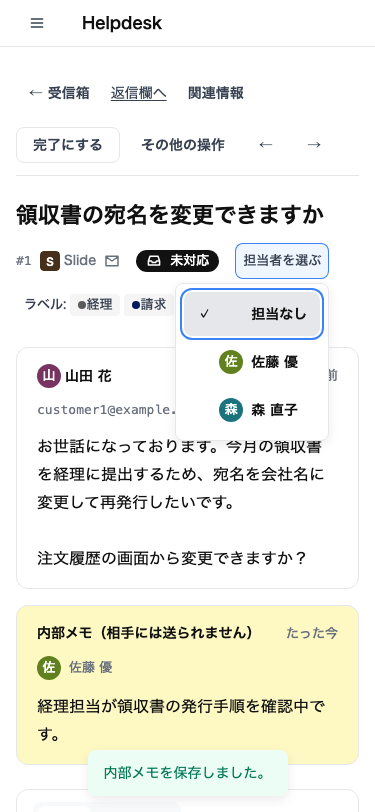 Helpdesk
← 受信箱 返信欄へ 関連情報
完了にする その他の操作 ← →
領収書の宛名を変更できますか
#1 S Slide 未対応 担当者を選ぶ
ラベル: 経理 請求
✓ 担当なし
佐 佐藤 優
森 森 直子
山 山田 花
前
customer1@example.
お世話になっております。今月の領収書
を経理に提出するため、宛名を会社名に
変更して再発行したいです。
注文履歴の画面から変更できますか？
内部メモ（相手には送られません） たった今
佐 佐藤 優
経理担当が領収書の発行手順を確認中で
す。
内部メモを保存しました。